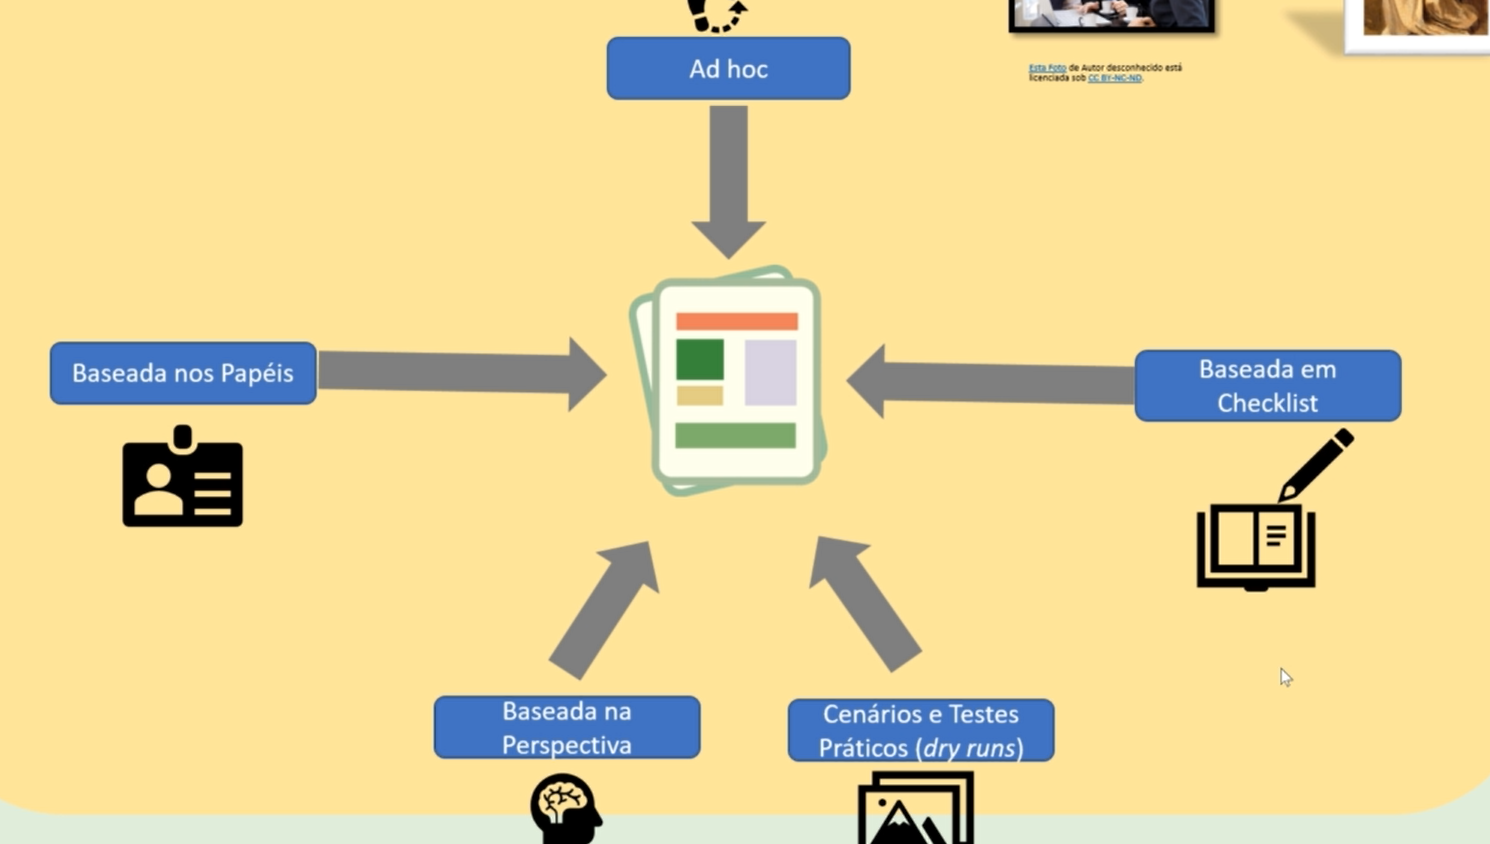 Ad hoc
Esta Foto de Autor desconhecido está
licenciada sob CC BY-NC-ND.
Baseada nos Papéis
Baseada em
Checklist
Baseada na
Perspectiva
Cenários e Testes
Práticos (dry runs)